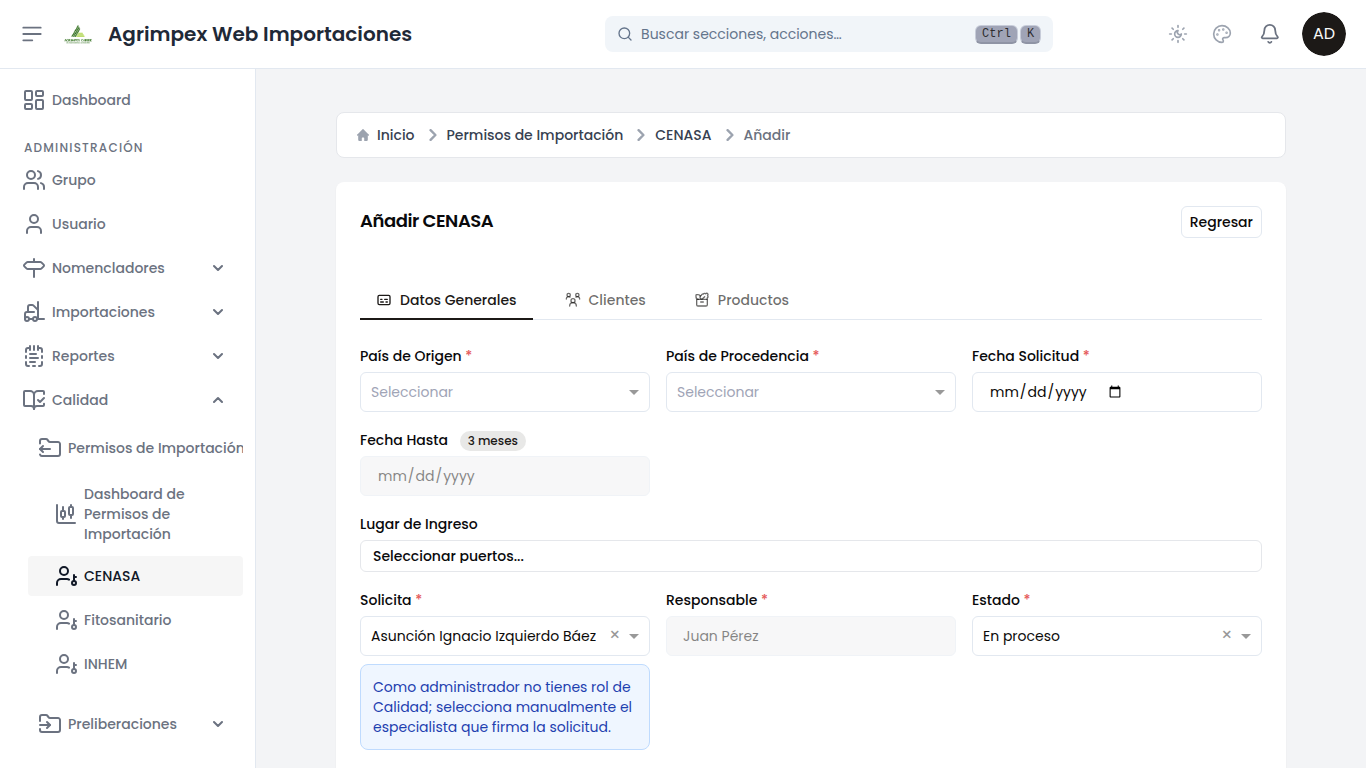 Agrimpex Web Importaciones
Buscar secciones, acciones...
Ctrl K
AD
Dashboard
ADMINISTRACIÓN
Grupo
Usuario
Nomencladores
Importaciones
Reportes
Calidad
Permisos de Importación
Dashboard de
Permisos de
Importación
CENASA
Fitosanitario
INHEM
Preliberaciones
Inicio
Permisos de Importación
CENASA
Añadir
Añadir CENASA
Regresar
Datos Generales
Clientes
Productos
País de Origen *
País de Procedencia *
Fecha Solicitud *
Seleccionar
Seleccionar
mm/dd/yyyy
Fecha Hasta 3 meses
mm/dd/yyyy
Lugar de Ingreso
Seleccionar puertos...
Solicita *
Responsable *
Estado *
Asunción Ignacio Izquierdo Báez ×
Juan Pérez
En proceso ×
Como administrador no tienes rol de
Calidad; selecciona manualmente el
especialista que firma la solicitud.